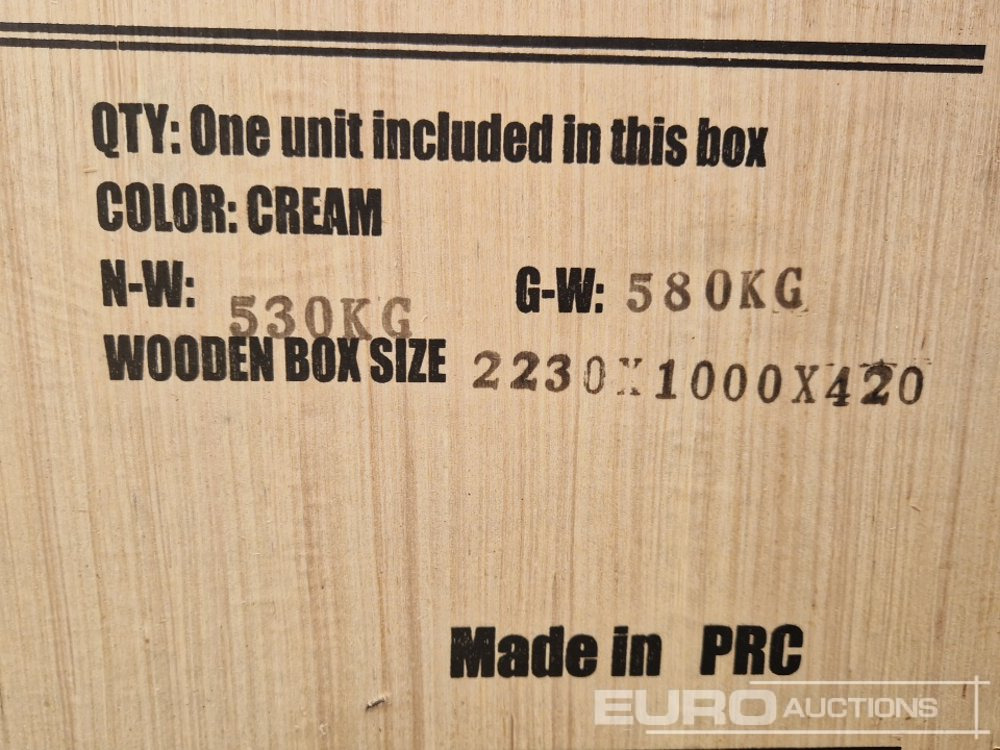 QTY: One unit included in this box
COLOR: CREAM
N-W: 530KG G-W: 580KG
WOODEN BOX SIZE 2230X1000X420
Made in PRC
EURO AUCTIONS